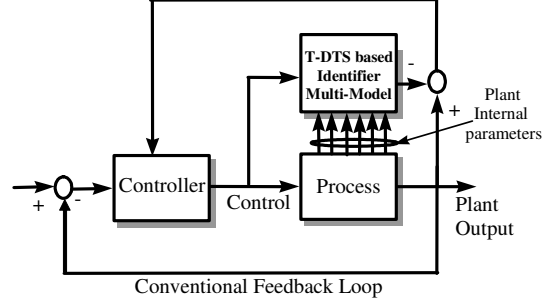 T-DTS based
Identifier
Multi-Model
-
+
Plant
Internal
parameters
Controller
Process
+
-
Control
Plant
Output
Conventional Feedback Loop